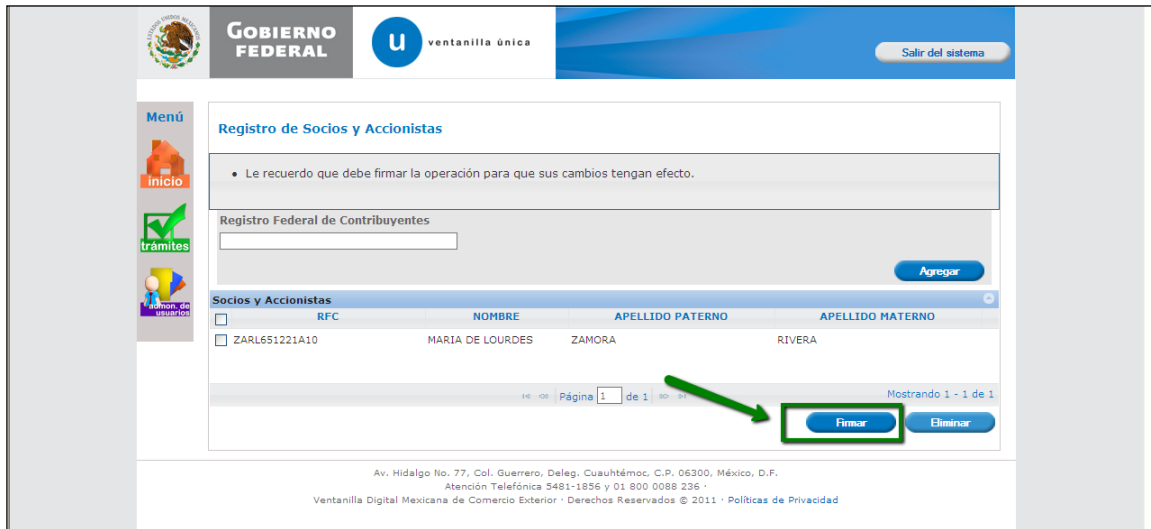 GOBIERNO
FEDERAL
u
ventanilla única
Salir del sistema
Menú
inicio
trámites
admon. de
usuarios
Registro de Socios y Accionistas
• Le recuerdo que debe firmar la operación para que sus cambios tengan efecto.
Registro Federal de Contribuyentes
Agregar
Socios y Accionistas
RFC NOMBRE APELLIDO PATERNO APELLIDO MATERNO
ZARL651221A10 MARIA DE LOURDES ZAMORA RIVERA
Página 1 de 1 Mostrando 1 - 1 de 1
Firmar Eliminar
Av. Hidalgo No. 77, Col. Guerrero, Deleg. Cuauhtémoc, C.P. 06300, México, D.F.
Atención Telefónica 5481-1856 y 01 800 0088 236 ·
Ventanilla Digital Mexicana de Comercio Exterior · Derechos Reservados © 2011 · Políticas de Privacidad